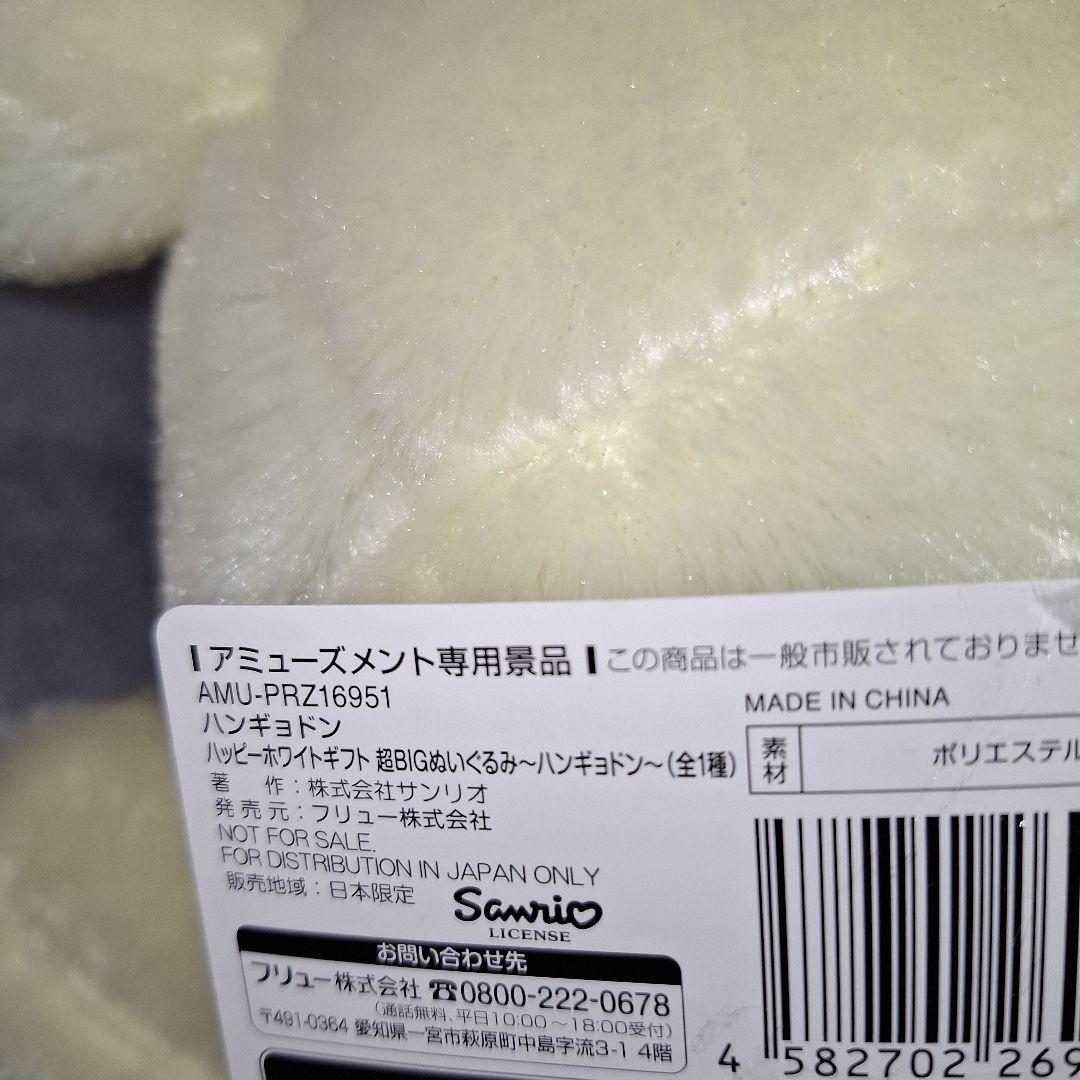 アミューズメント専用景品 この商品は一般市販されておりませ
AMU-PRZ16951
MADE IN CHINA
ハンギョドン
ハッピーホワイトギフト 超BIGぬいぐるみ～ハンギョドン～(全1種)
素材 ポリエステル
著 作：株式会社サンリオ
発売元：フリュー株式会社
NOT FOR SALE.
FOR DISTRIBUTION IN JAPAN ONLY
販売地域：日本限定
Sanrio
LICENSE
お問い合わせ先
フリュー株式会社 ☎0800-222-0678
(通話無料、平日10:00～18:00受付)
〒491-0364 愛知県一宮市萩原町中島字流3-1 4階
4 582702 269